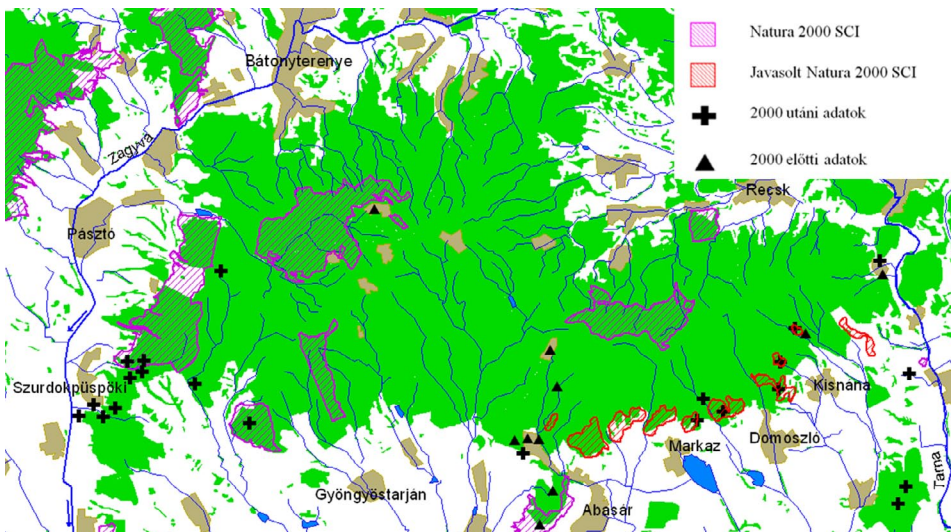 Natura 2000 SCI
Javasolt Natura 2000 SCI
2000 utáni adatok
2000 előtti adatok
Bátonyterenye
Zagyva
Recsk
Pásztó
Szurdokpüspöki
Kisnána
Domoszló
Markaz
Gyöngyöstarján
Abasár
Tarna